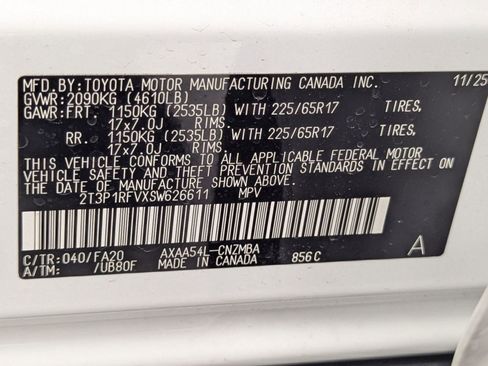 MFD.BY:TOYOTA MOTOR MANUFACTURING CANADA INC. 11/25
GVWR:2090KG (4610LB)
GAWR:FRT. 1150KG (2535LB) WITH 225/65R17 TIRES,
17x7.0J RIMS
RR. 1150KG (2535LB) WITH 225/65R17 TIRES,
17x7.0J RIMS
THIS VEHICLE CONFORMS TO ALL APPLICABLE FEDERAL MOTOR
VEHICLE SAFETY AND THEFT PREVENTION STANDARDS IN EFFECT ON
THE DATE OF MANUFACTURE SHOWN ABOVE.
2T3P1RFVXSW626611 MPV
C/TR:040/FA20 AXAA54L-CNZMBA A
A/TM: /UB80F MADE IN CANADA 856C